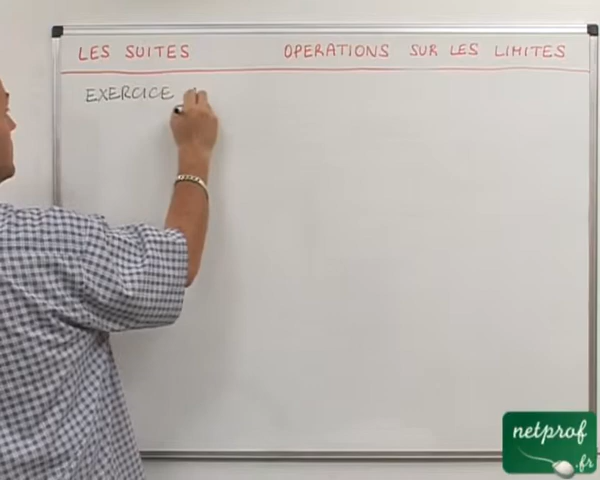 LES SUITES OPERATIONS SUR LES LIMITES
EXERCICE
netprof
.fr